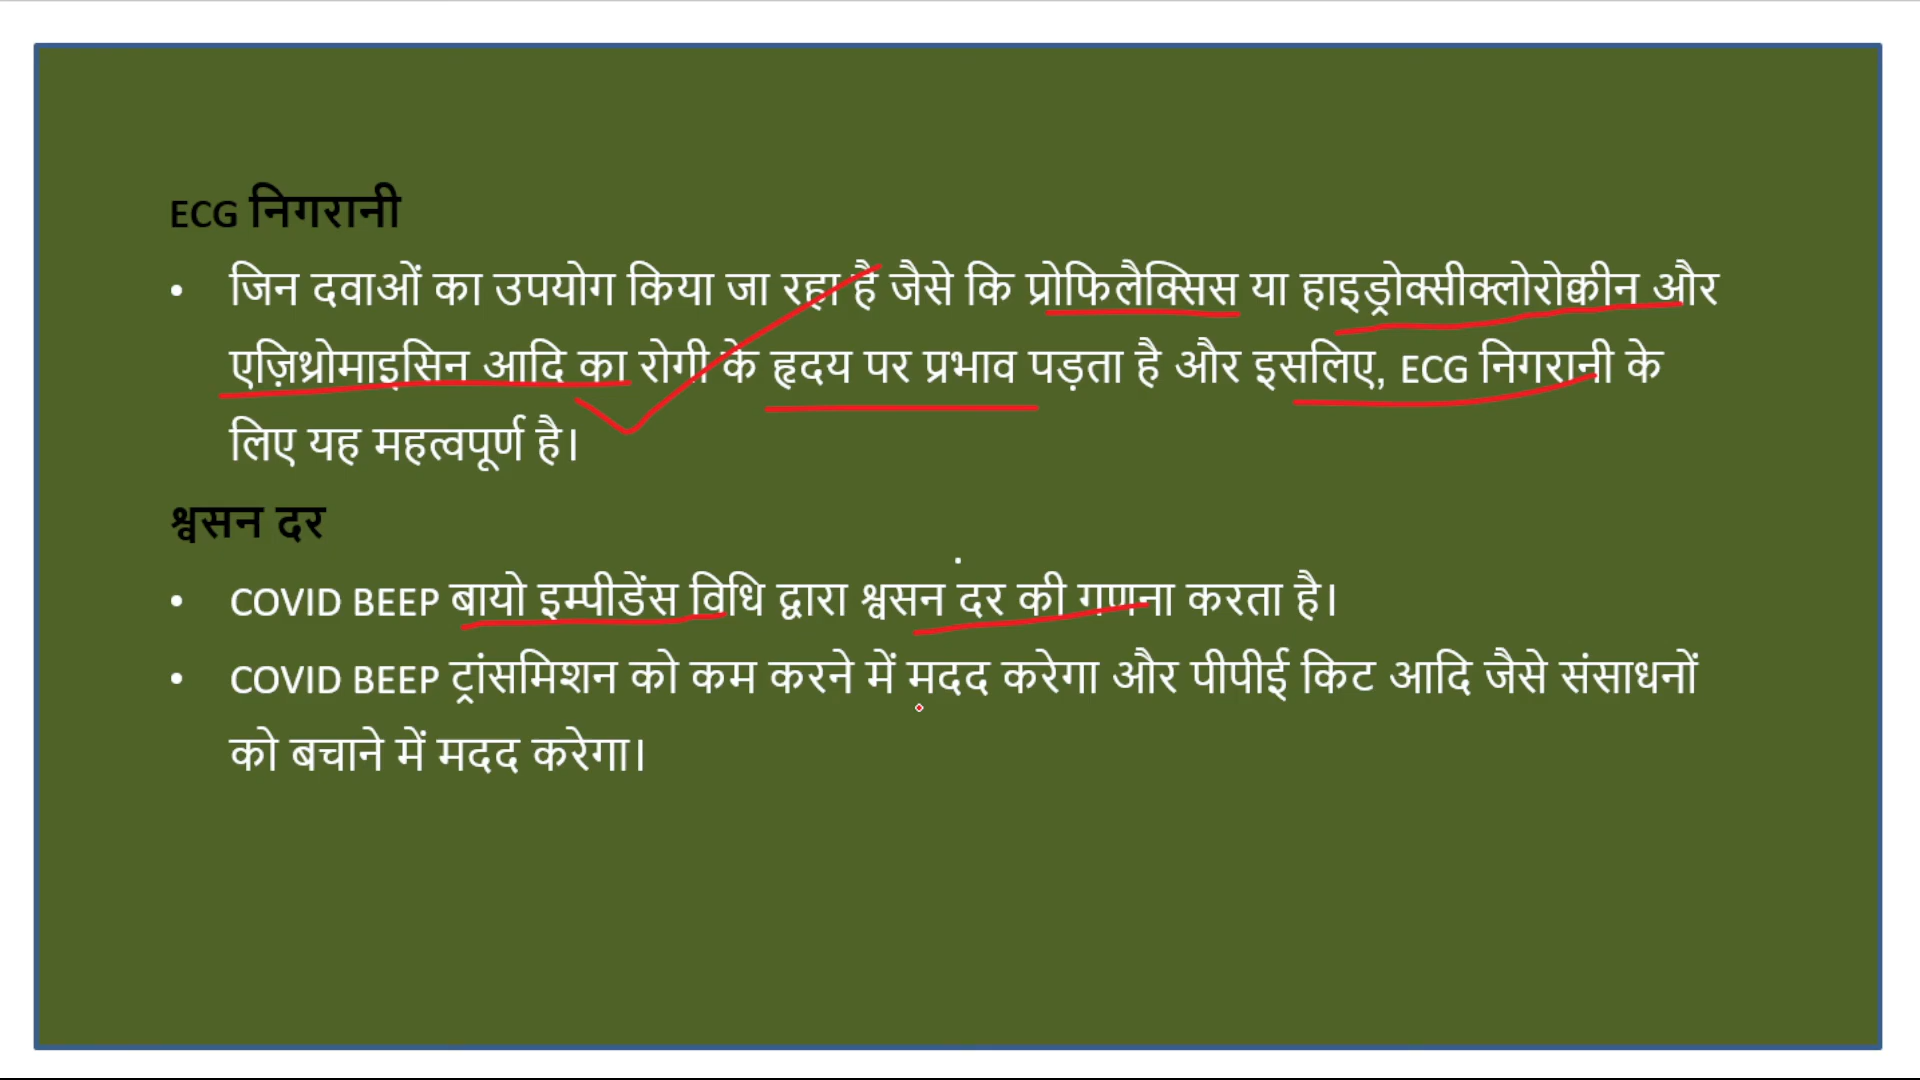 ECG निगरानी
• जिन दवाओं का उपयोग किया जा रहा है जैसे कि प्रोफिलैक्सिस या हाइड्रोक्सीक्लोरोक्वीन और
एज़िथ्रोमाइसिन आदि का रोगी के हृदय पर प्रभाव पड़ता है और इसलिए, ECG निगरानी के
लिए यह महत्वपूर्ण है।
श्वसन दर
• COVID BEEP बायो इम्पीडेंस विधि द्वारा श्वसन दर की गणना करता है।
• COVID BEEP ट्रांसमिशन को कम करने में मदद करेगा और पीपीई किट आदि जैसे संसाधनों
को बचाने में मदद करेगा।